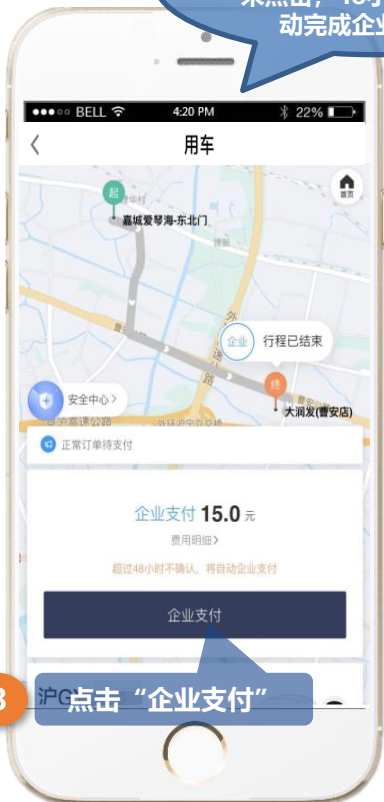 动完成企业
BELL 4:20 PM 22%
用车
起
首页
嘉城爱琴海-东北门
企业 行程已结束
终
大润发(曹安店)
安全中心 >
正常订单待支付
企业支付 15.0 元
费用明细>
超过48小时不确认，将自动企业支付
企业支付
点击“企业支付”
沪G